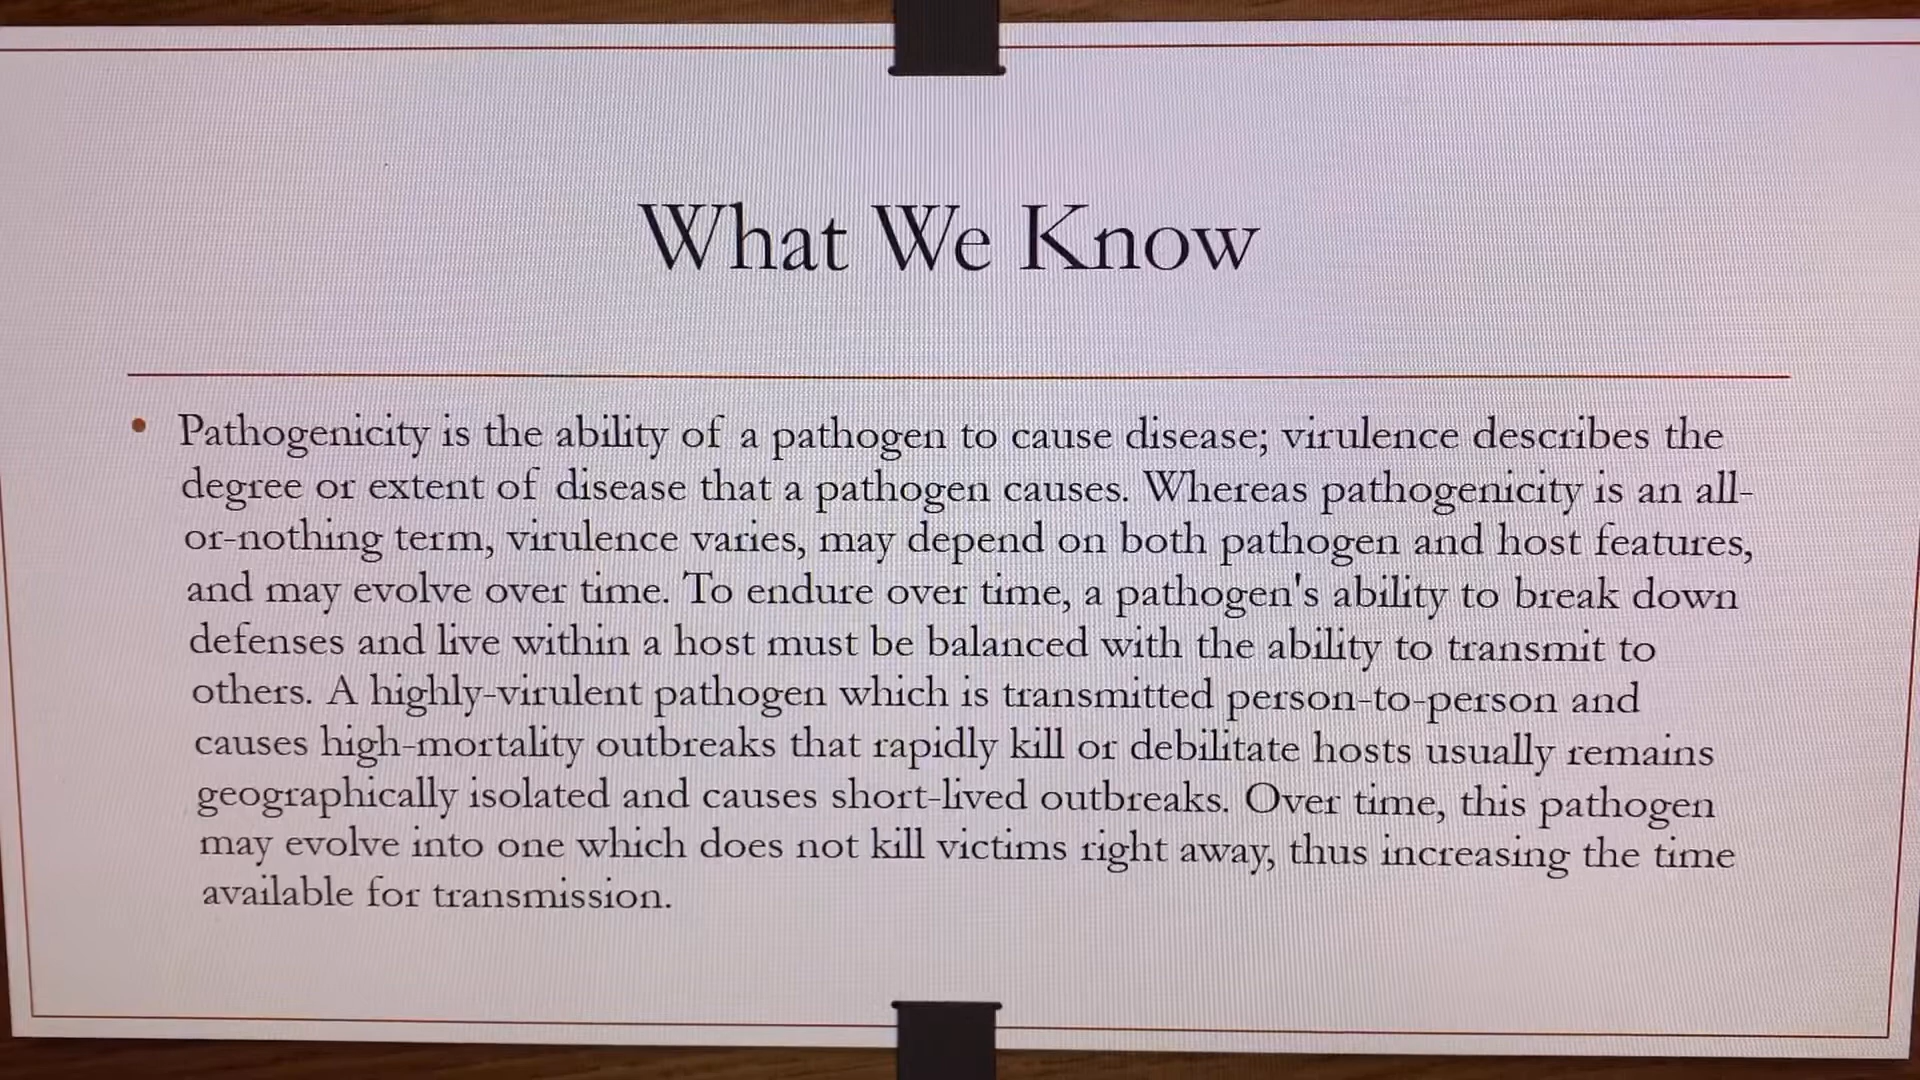 What We Know
• Pathogenicity is the ability of a pathogen to cause disease; virulence describes the
degree or extent of disease that a pathogen causes. Whereas pathogenicity is an all-
or-nothing term, virulence varies, may depend on both pathogen and host features,
and may evolve over time. To endure over time, a pathogen's ability to break down
defenses and live within a host must be balanced with the ability to transmit to
others. A highly-virulent pathogen which is transmitted person-to-person and
causes high-mortality outbreaks that rapidly kill or debilitate hosts usually remains
geographically isolated and causes short-lived outbreaks. Over time, this pathogen
may evolve into one which does not kill victims right away, thus increasing the time
available for transmission.